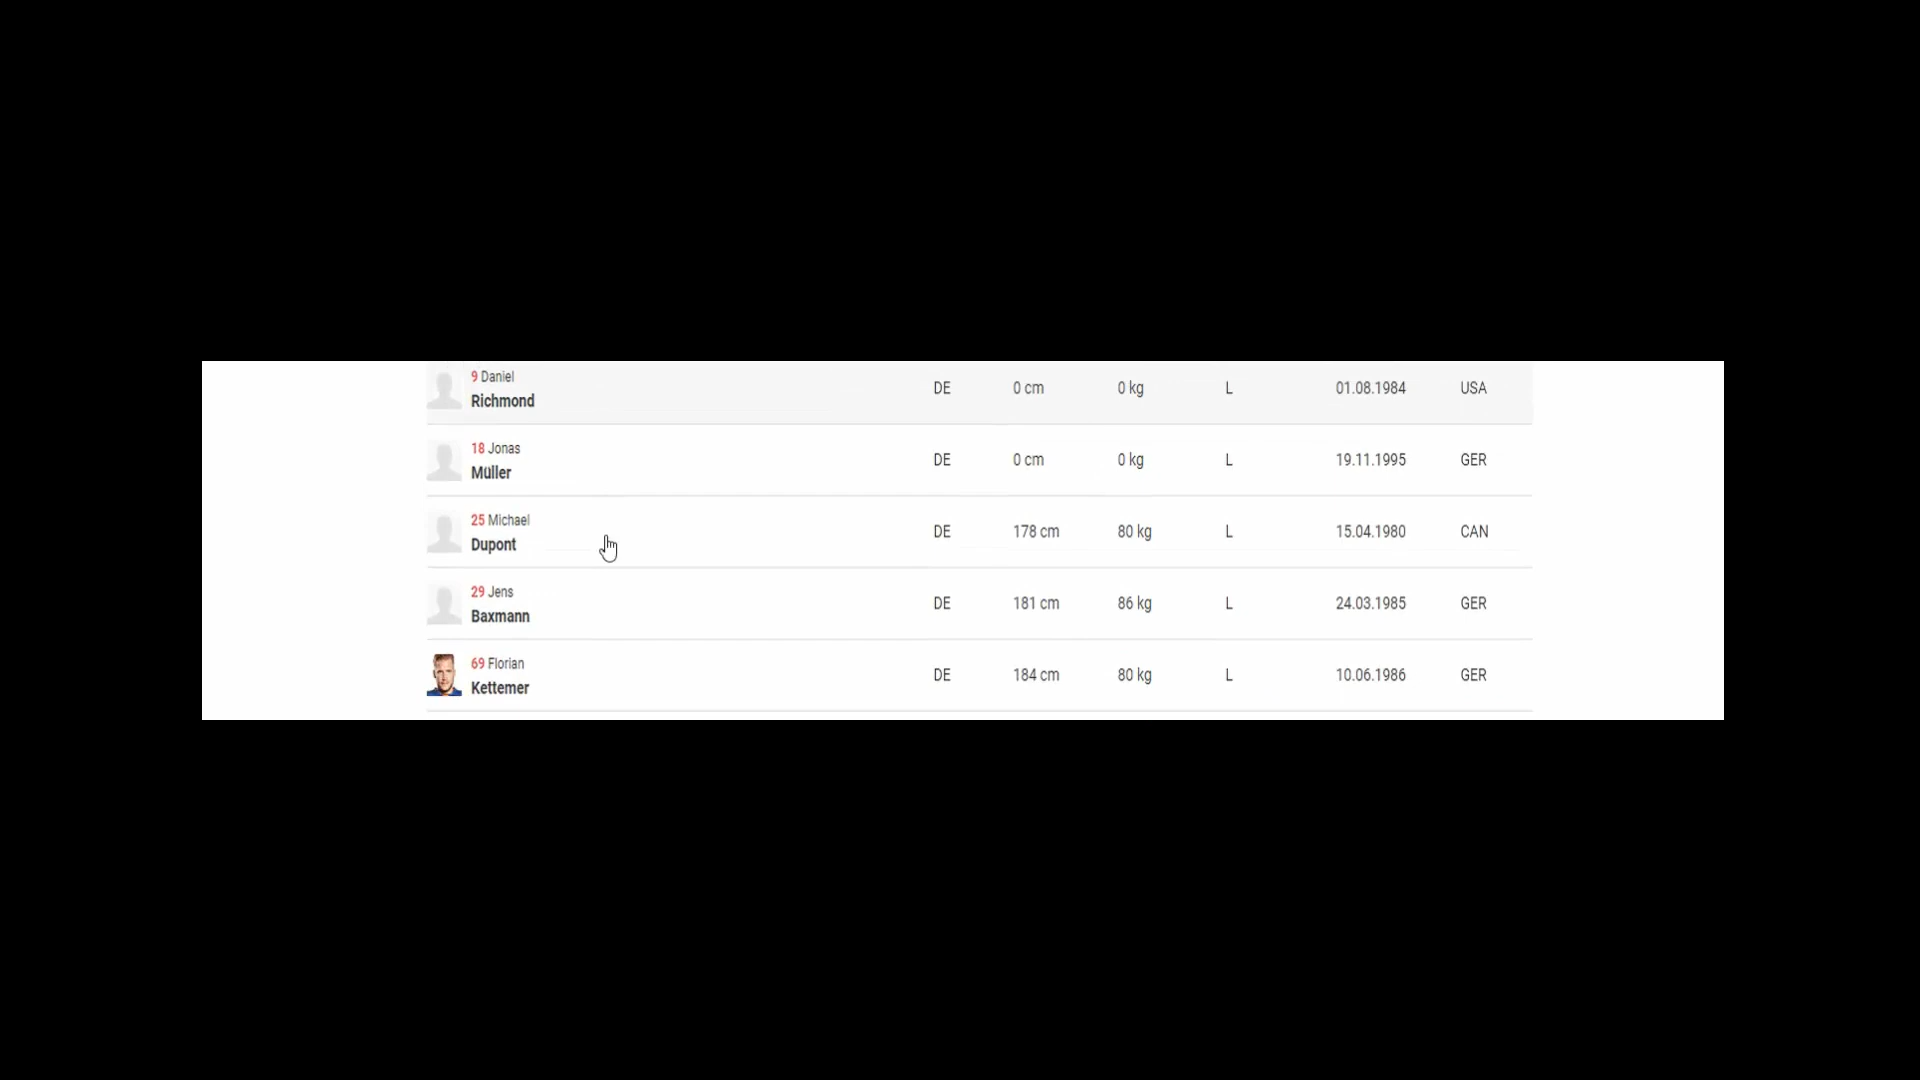 9 Daniel
Richmond DE 0 cm 0 kg L 01.08.1984 USA
18 Jonas
Müller DE 0 cm 0 kg L 19.11.1995 GER
25 Michael
Dupont DE 178 cm 80 kg L 15.04.1980 CAN
29 Jens
Baxmann DE 181 cm 86 kg L 24.03.1985 GER
69 Florian
Kettemer DE 184 cm 80 kg L 10.06.1986 GER